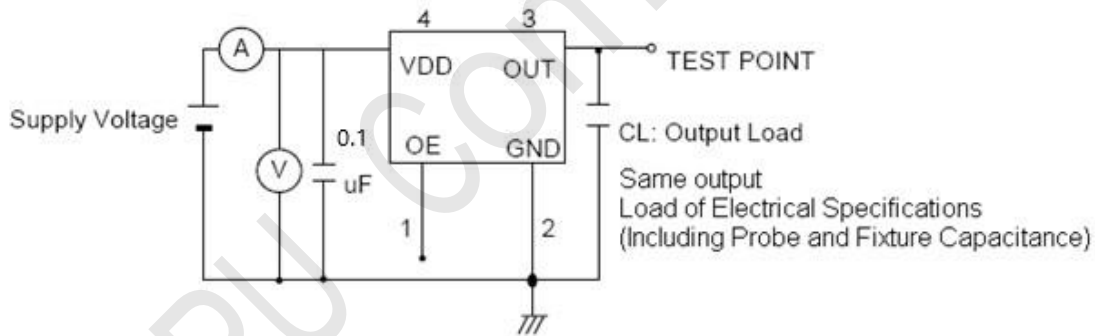 4
3
A
VDD
OUT
TEST POINT
Supply Voltage
0.1
uF
V
OE
GND
CL: Output Load
Same output
Load of Electrical Specifications
(Including Probe and Fixture Capacitance)
1
2